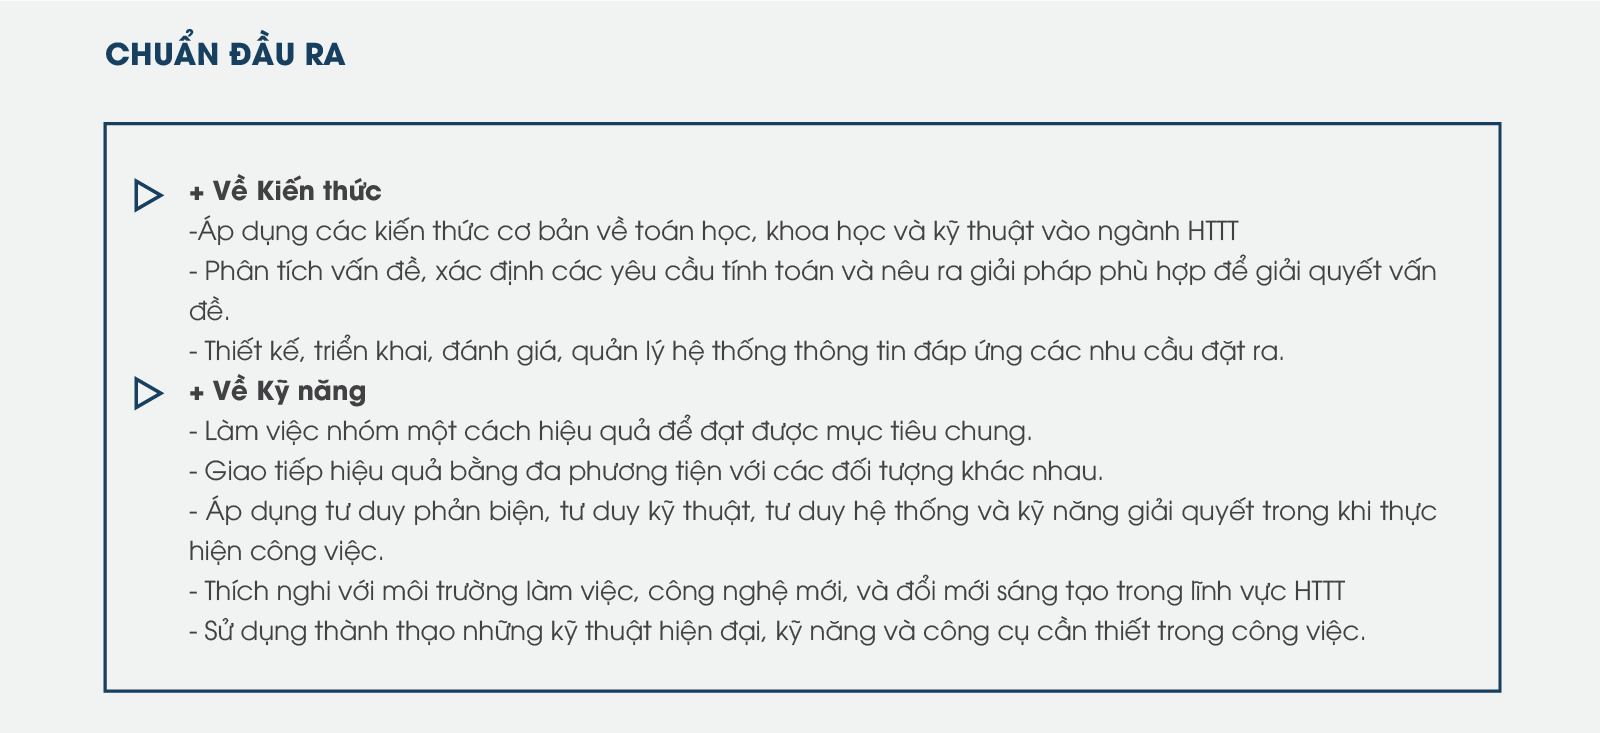 CHUẨN ĐẦU RA
+ Về Kiến thức
-Áp dụng các kiến thức cơ bản về toán học, khoa học và kỹ thuật vào ngành HTTT
- Phân tích vấn đề, xác định các yêu cầu tính toán và nêu ra giải pháp phù hợp để giải quyết vấn
đề.
- Thiết kế, triển khai, đánh giá, quản lý hệ thống thông tin đáp ứng các nhu cầu đặt ra.
+ Về Kỹ năng
- Làm việc nhóm một cách hiệu quả để đạt được mục tiêu chung.
- Giao tiếp hiệu quả bằng đa phương tiện với các đối tượng khác nhau.
- Áp dụng tư duy phản biện, tư duy kỹ thuật, tư duy hệ thống và kỹ năng giải quyết trong khi thực
hiện công việc.
- Thích nghi với môi trường làm việc, công nghệ mới, và đổi mới sáng tạo trong lĩnh vực HTTT
- Sử dụng thành thạo những kỹ thuật hiện đại, kỹ năng và công cụ cần thiết trong công việc.